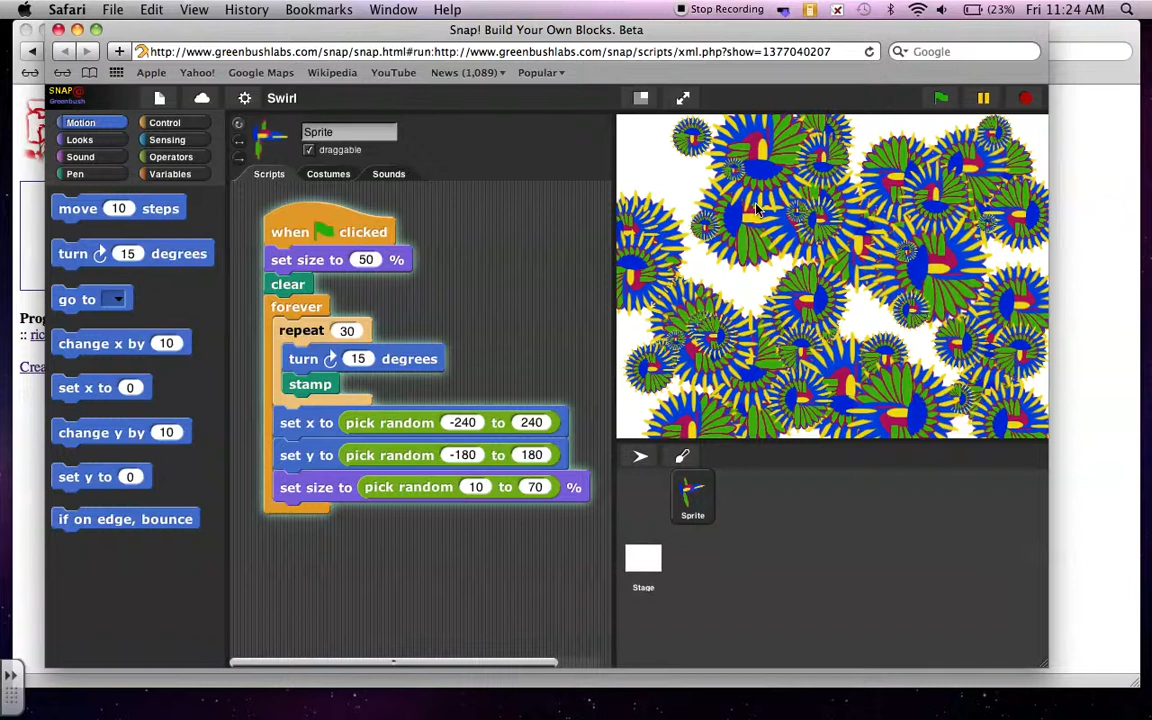 Safari File Edit View History Bookmarks Window Help Stop Recording (23%) Fri 11:24 AM
Snap! Build Your Own Blocks. Beta
http://www.greenbushlabs.com/snap/snap.html#run:http://www.greenbushlabs.com/snap/scripts/xml.php?show=1377040207 Google
Apple Yahoo! Google Maps Wikipedia YouTube News (1,089) Popular
SNAP@
Greenbush
Swirl
Motion Control
Looks Sensing
Sound Operators
Pen Variables
Sprite
draggable
Scripts Costumes Sounds
move 10 steps
turn 15 degrees
go to
change x by 10
set x to 0
change y by 10
set y to 0
if on edge, bounce
when clicked
set size to 50 %
clear
forever
repeat 30
turn 15 degrees
stamp
set x to pick random -240 to 240
set y to pick random -180 to 180
set size to pick random 10 to 70 %
Sprite
Stage
Prog
:: ric
Crea